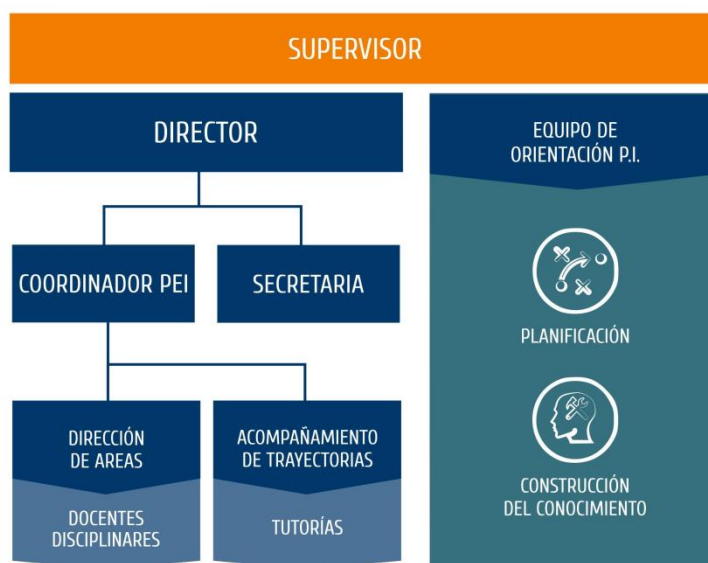 SUPERVISOR
DIRECTOR
COORDINADOR PEI
SECRETARIA
DIRECCIÓN
DE AREAS
DOCENTES
DISCIPLINARES
ACOMPAÑAMIENTO
DE TRAYECTORIAS
TUTORÍAS
EQUIPO DE
ORIENTACIÓN P.I.
PLANIFICACIÓN
CONSTRUCCIÓN
DEL CONOCIMIENTO